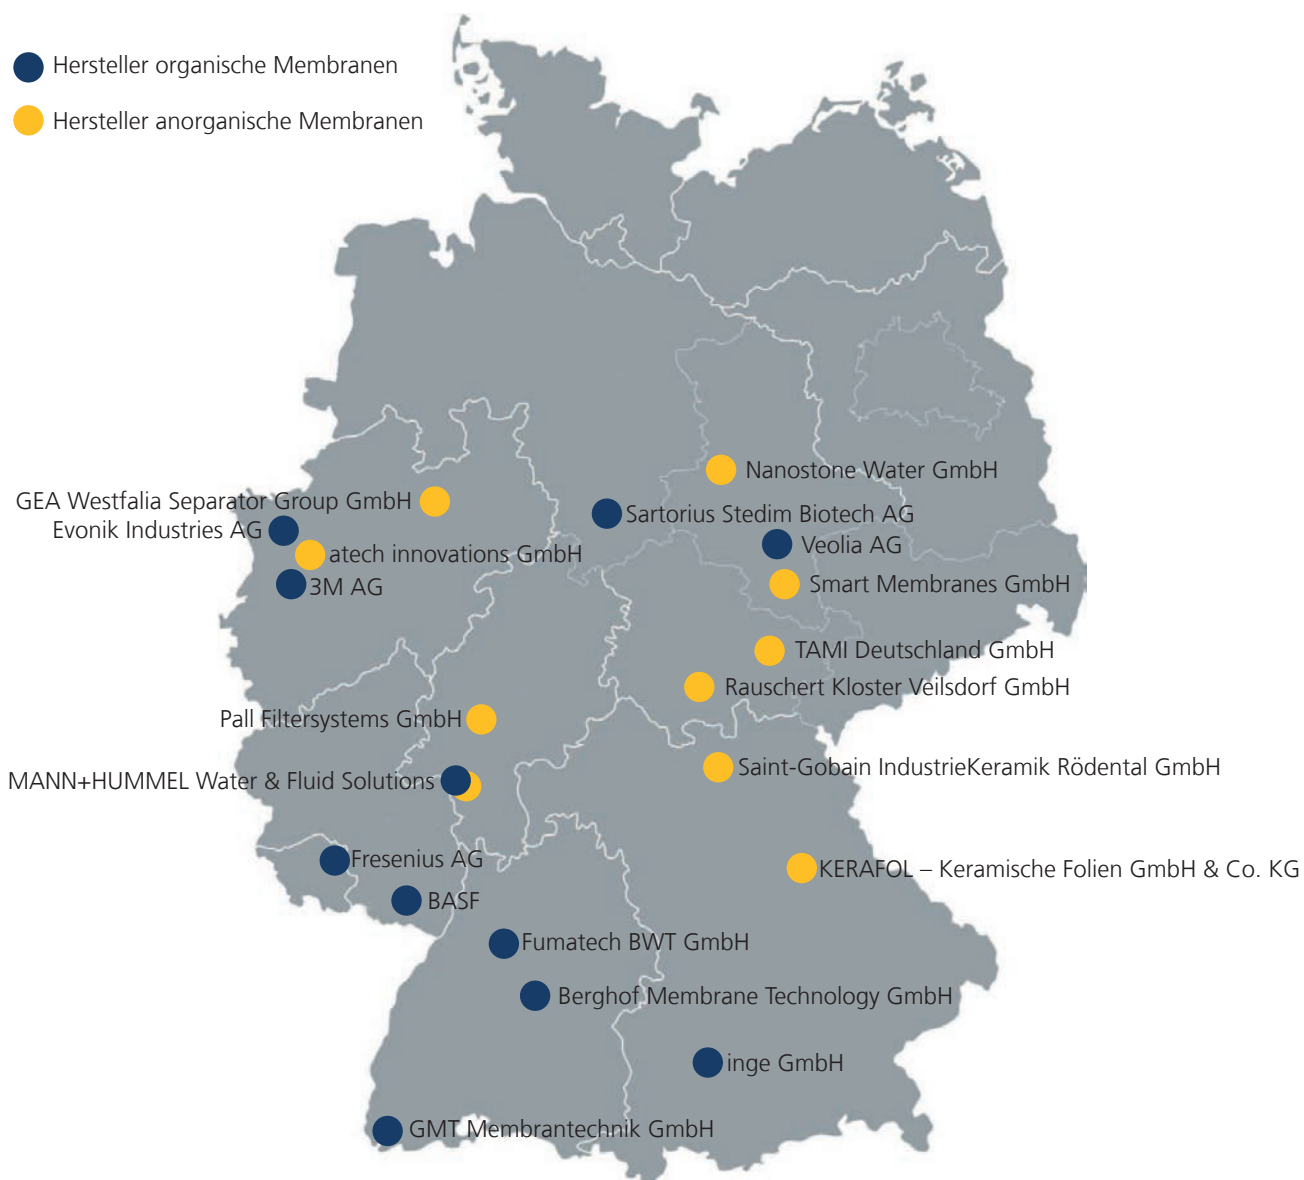 Hersteller organische Membranen
Hersteller anorganische Membranen
Nanostone Water GmbH
GEA Westfalia Separator Group GmbH
Sartorius Stedim Biotech AG
Evonik Industries AG
Veolia AG
atech innovations GmbH
3M AG
Smart Membranes GmbH
TAMI Deutschland GmbH
Rauschert Kloster Veilsdorf GmbH
Pall Filtersystems GmbH
Saint-Gobain IndustrieKeramik Rödental GmbH
MANN+HUMMEL Water & Fluid Solutions
Fresenius AG
KERAFOL – Keramische Folien GmbH & Co. KG
BASF
Fumatech BWT GmbH
Berghof Membrane Technology GmbH
inge GmbH
GMT Membrantechnik GmbH